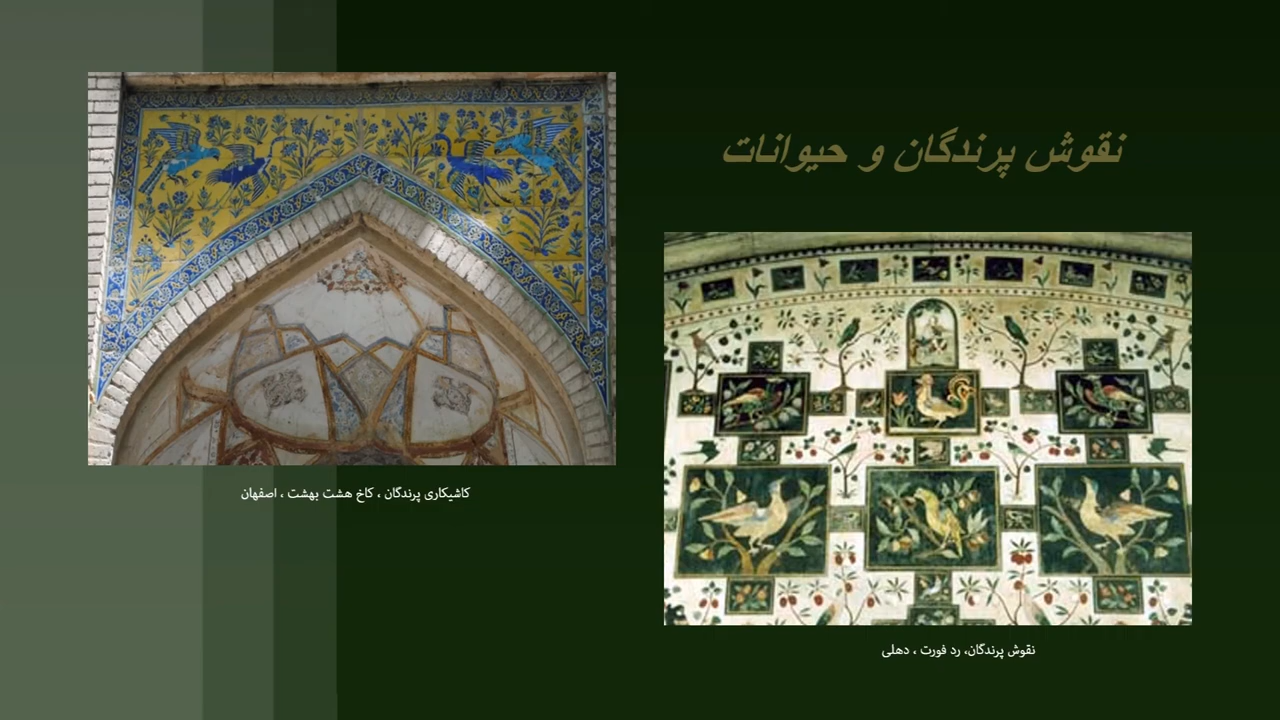 نقوش پرندگان و حیوانات
کاشیکاری پرندگان ، کاخ هشت بهشت ، اصفهان
نقوش پرندگان، رد فورت ، دهلی